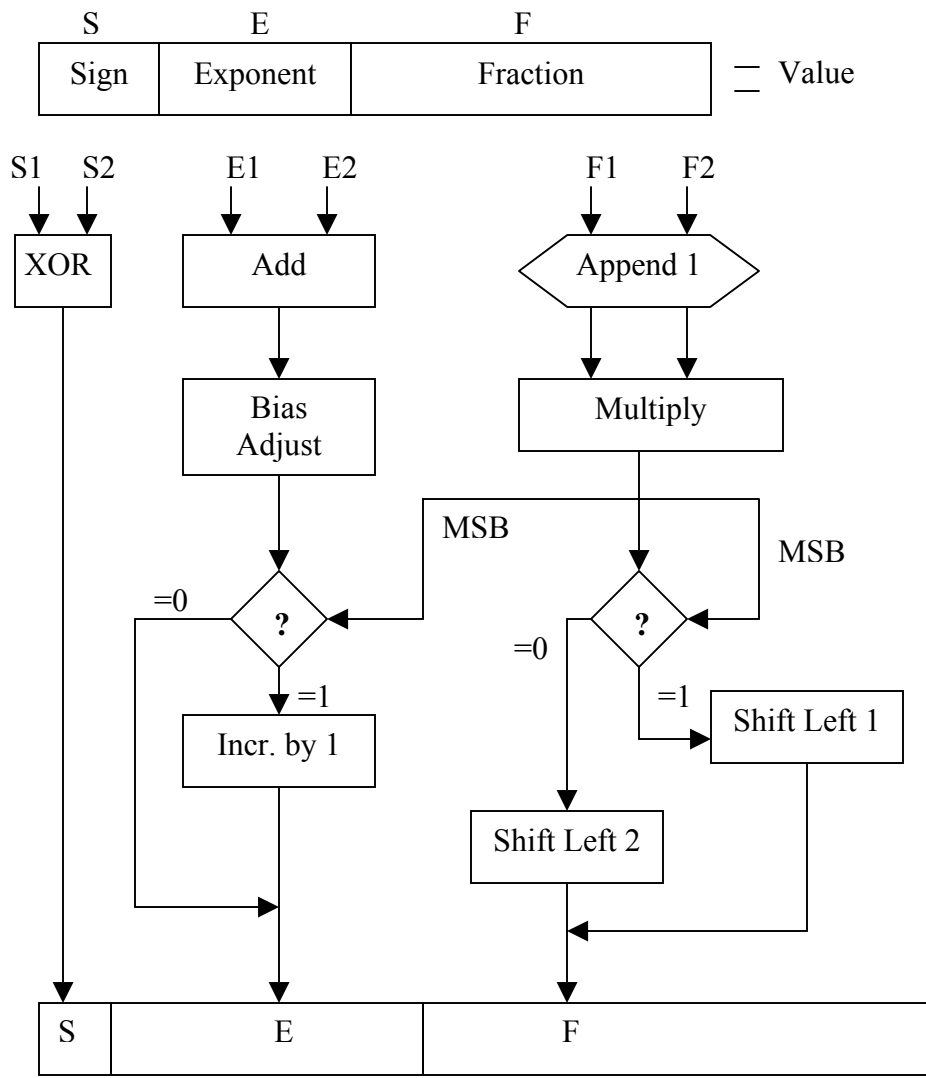 S E F
Sign Exponent Fraction = Value
S1 S2 E1 E2 F1 F2
XOR Add Append 1
Bias
Adjust
Multiply
MSB
MSB
=0 ? ?
=0
=1 =1
Shift Left 1
Incr. by 1
Shift Left 2
S E F